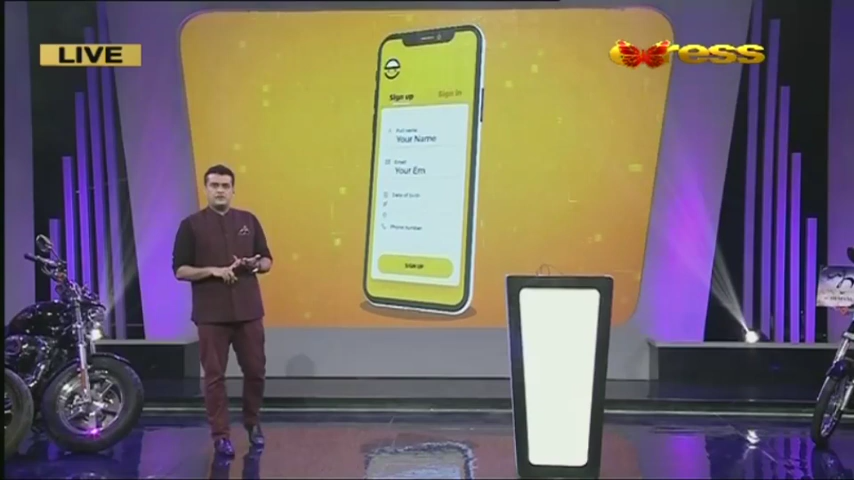 LIVE
express
Sign up
Sign in
Full name
Your Name
Email
Your Em
Date of birth
Phone number
SIGN UP